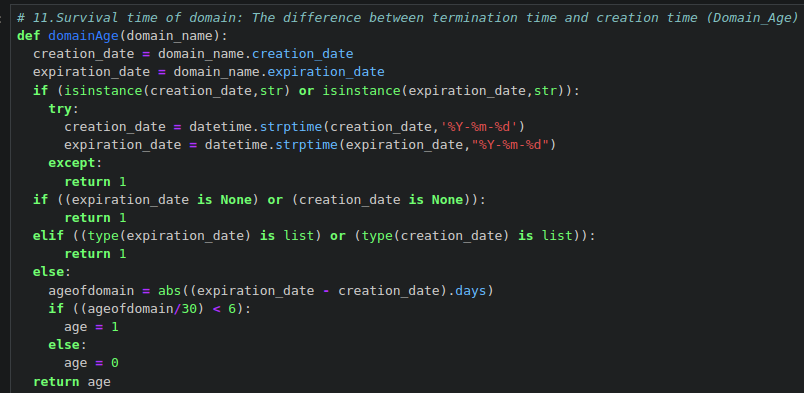 # 11.Survival time of domain: The difference between termination time and creation time (Domain_Age)
def domainAge(domain_name):
  creation_date = domain_name.creation_date
  expiration_date = domain_name.expiration_date
  if (isinstance(creation_date,str) or isinstance(expiration_date,str)):
    try:
      creation_date = datetime.strptime(creation_date,'%Y-%m-%d')
      expiration_date = datetime.strptime(expiration_date,"%Y-%m-%d")
    except:
      return 1
  if ((expiration_date is None) or (creation_date is None)):
      return 1
  elif ((type(expiration_date) is list) or (type(creation_date) is list)):
      return 1
  else:
    ageofdomain = abs((expiration_date - creation_date).days)
    if ((ageofdomain/30) < 6):
      age = 1
    else:
      age = 0
  return age